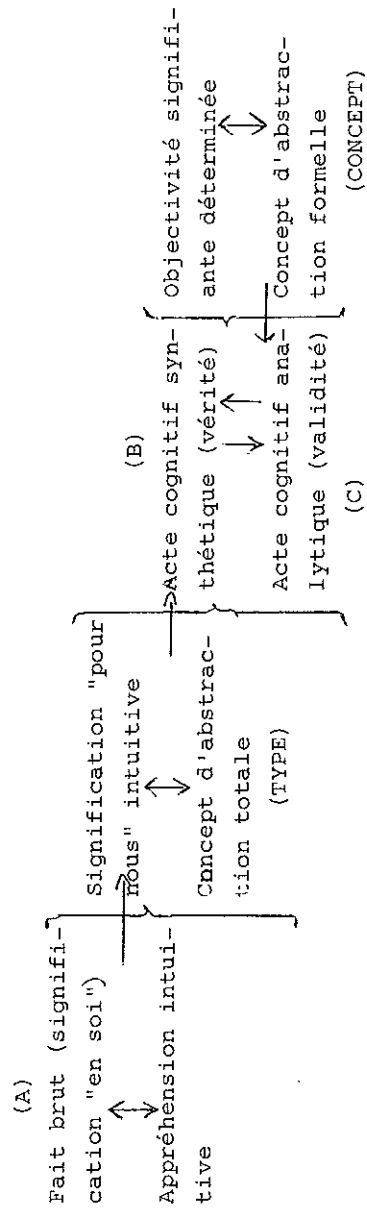 (A)
Fait brut (signifi-
cation "en soi")
Appréhension intui-
tive
Signification "pour
nous" intuitive
Concept d'abstrac-
tion totale
(TYPE)
(B)
Acte cognitif syn-
thétique (vérité)
Acte cognitif ana-
lytique (validité)
(C)
Objectivité signifi-
ante déterminée
Concept d'abstrac-
tion formelle
(CONCEPT)